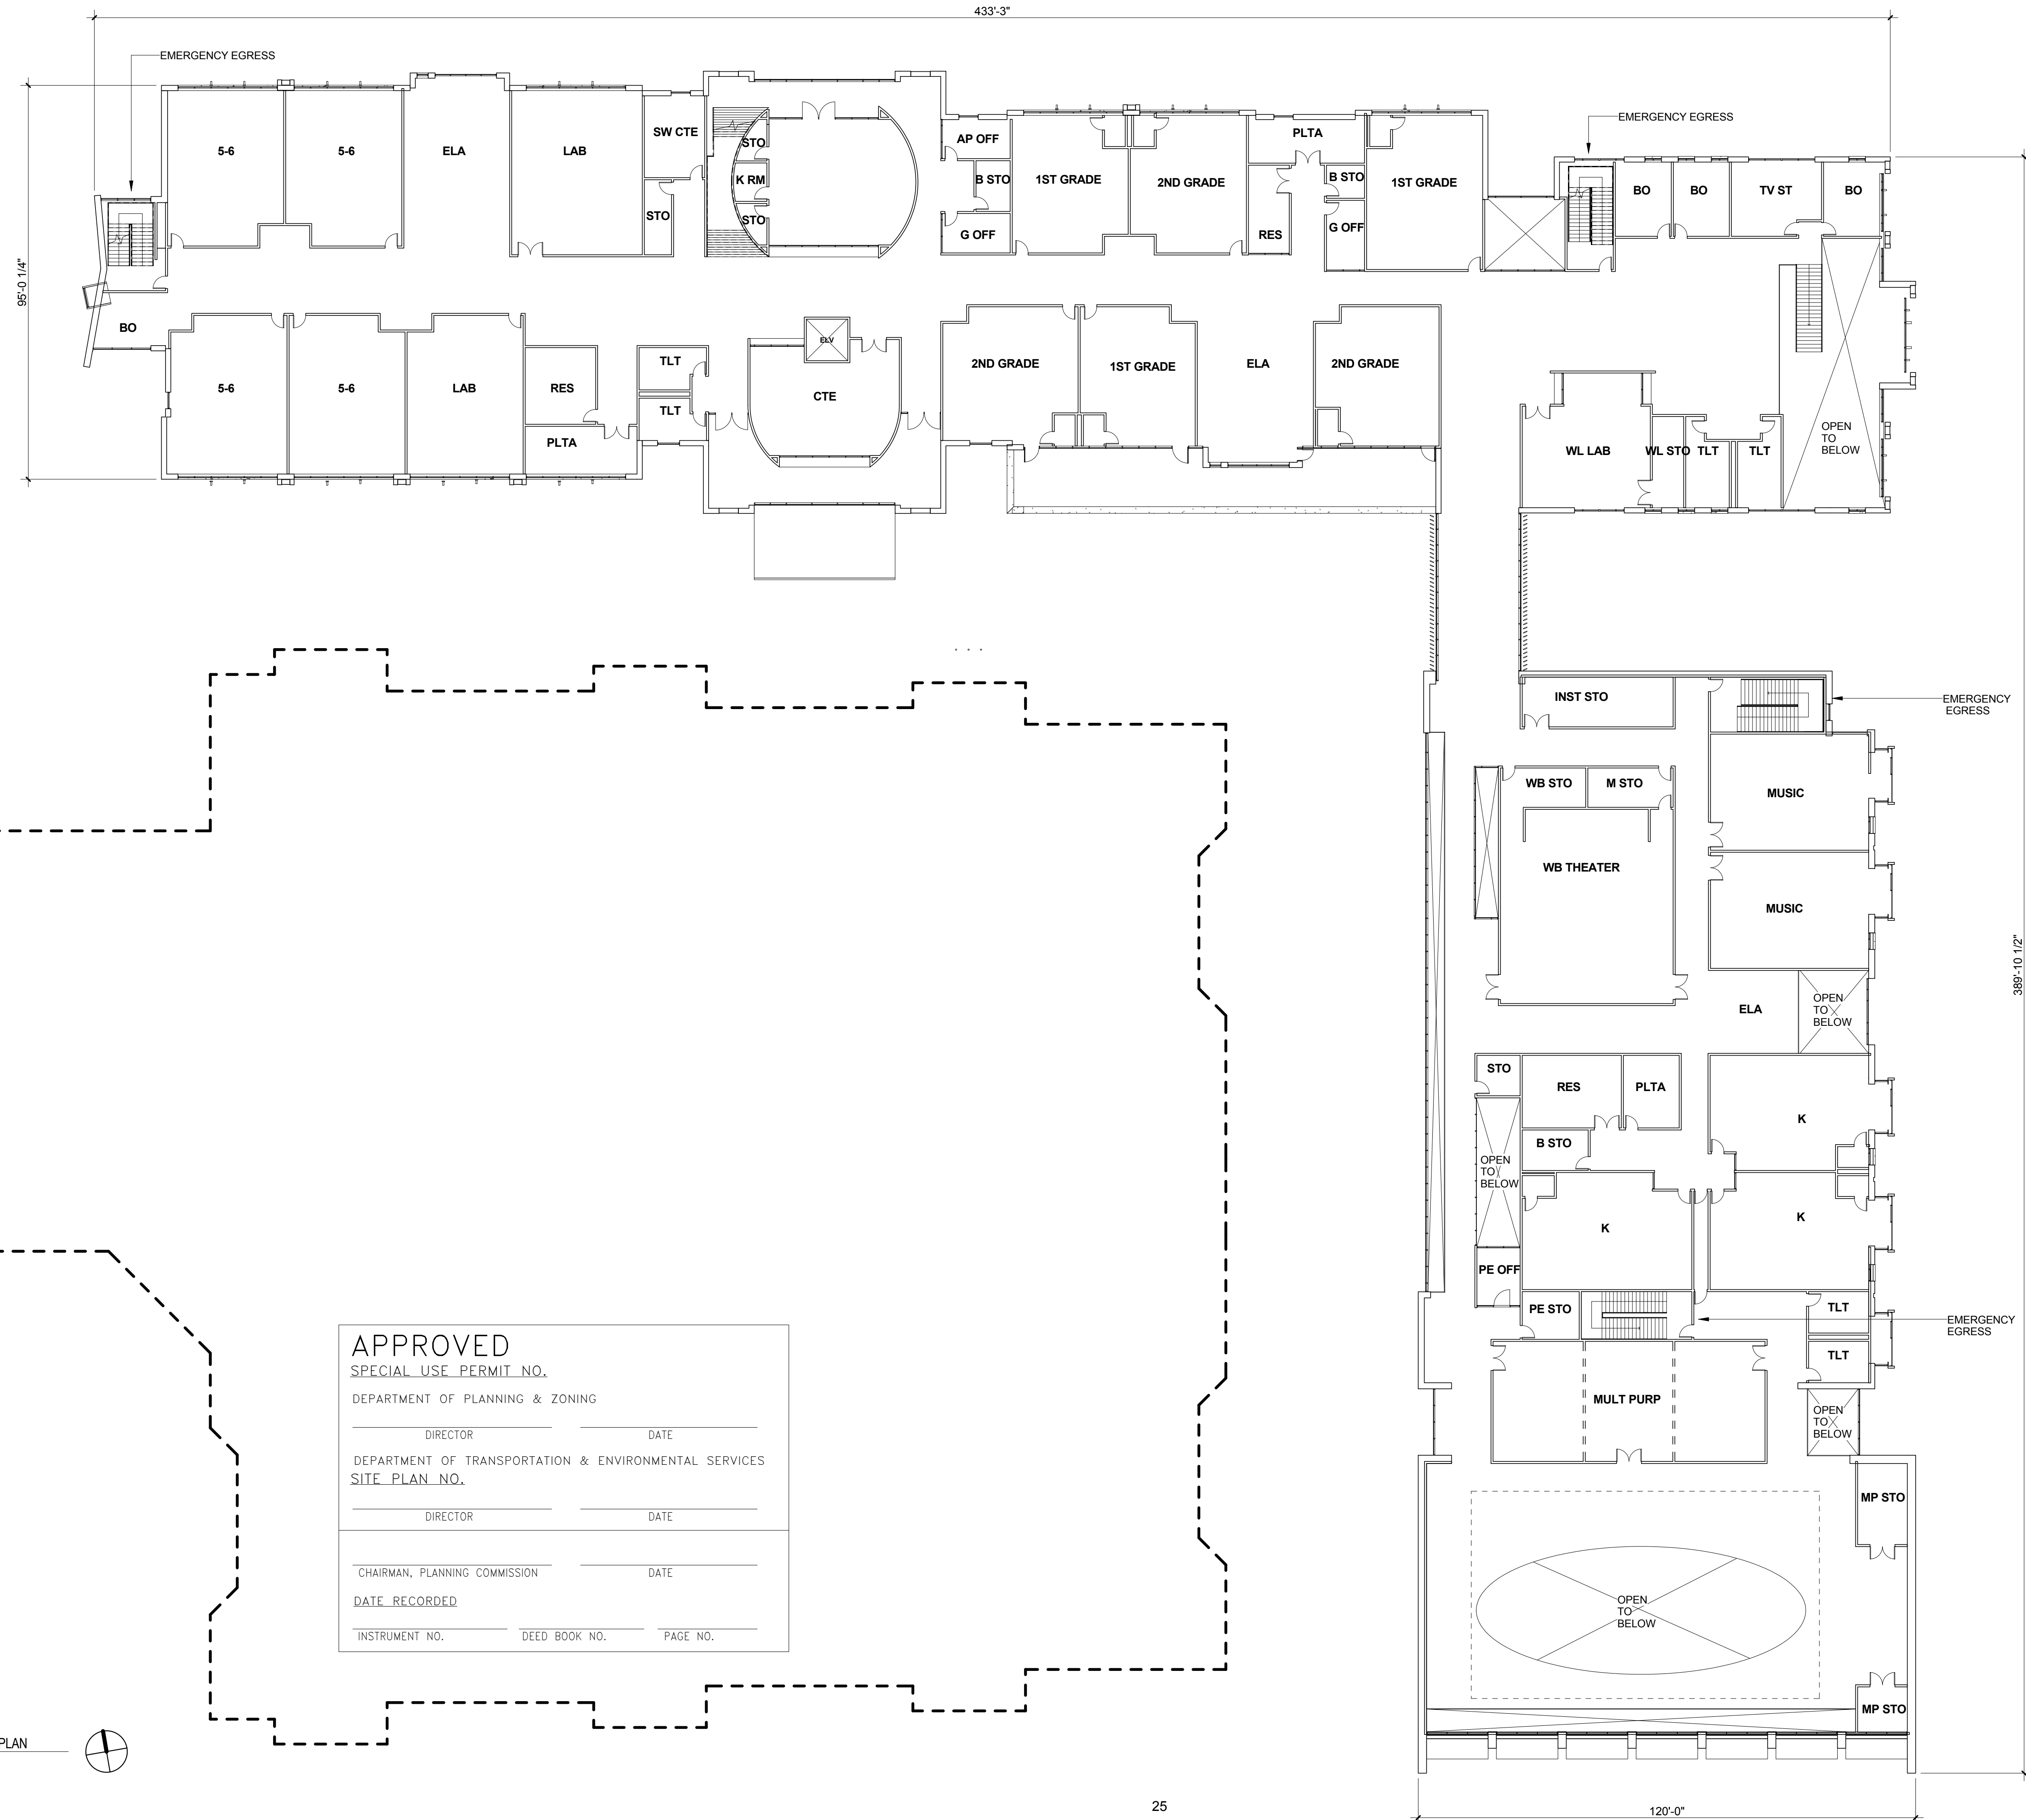 433'-3"
EMERGENCY EGRESS
EMERGENCY EGRESS
95'-0 1/4"
5-6
5-6
ELA
LAB
SW CTE
STO
STO
K RM
STO
AP OFF
B STO
G OFF
1ST GRADE
2ND GRADE
PLTA
RES
B STO
G OFF
1ST GRADE
BO
BO
TV ST
BO
BO
5-6
5-6
LAB
RES
PLTA
TLT
TLT
ELV
CTE
2ND GRADE
1ST GRADE
ELA
2ND GRADE
WL LAB
WL STO
TLT
TLT
OPEN
TO
BELOW
INST STO
EMERGENCY
EGRESS
WB STO
M STO
MUSIC
WB THEATER
MUSIC
389'-10 1/2"
ELA
OPEN
TO
BELOW
STO
RES
PLTA
K
B STO
OPEN
TO
BELOW
K
K
PE OFF
PE STO
TLT
EMERGENCY
EGRESS
TLT
MULT PURP
OPEN
TO
BELOW
MP STO
OPEN
TO
BELOW
MP STO
APPROVED
SPECIAL USE PERMIT NO.
DEPARTMENT OF PLANNING & ZONING
DIRECTOR DATE
DEPARTMENT OF TRANSPORTATION & ENVIRONMENTAL SERVICES
SITE PLAN NO.
DIRECTOR DATE
CHAIRMAN, PLANNING COMMISSION DATE
DATE RECORDED
INSTRUMENT NO. DEED BOOK NO. PAGE NO.
PLAN
25
120'-0"